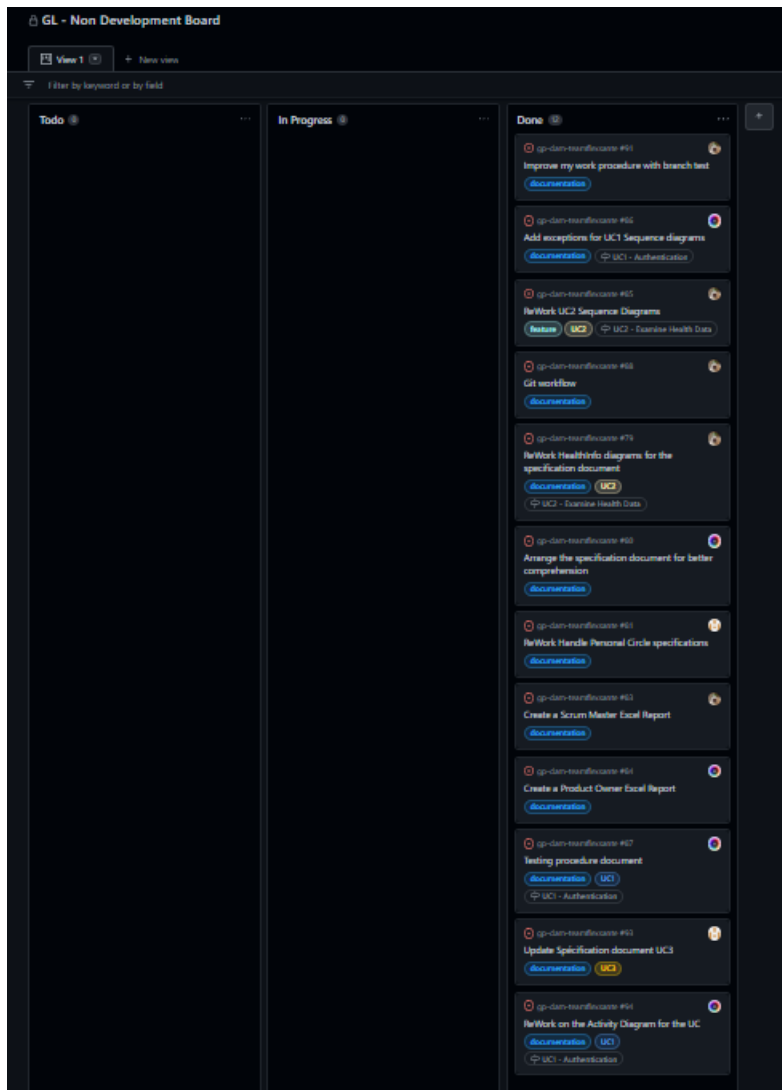 GL - Non Development Board
View 1
+ New view
Filter by keyword or by field
Todo
In Progress
Done
+
Improve my work procedure with branch test
documentation
Add exceptions for UC1 Sequence diagrams
documentation UC1 - Authentication
ReWork UC2 Sequence Diagrams
feature UC2 UC2 - Examine Health Data
Git workflow
documentation
ReWork HealthInfo diagrams for the
specification document
documentation UC2
UC2 - Examine Health Data
Arrange the specification document for better
comprehension
documentation
ReWork Handle Personal Circle specifications
documentation
Create a Scrum Master Excel Report
documentation
Create a Product Owner Excel Report
documentation
Testing procedure document
documentation UC1
UC1 - Authentication
Update Spécification document UC3
documentation UC3
ReWork on the Activity Diagram for the UC
documentation UC1
UC1 - Authentication